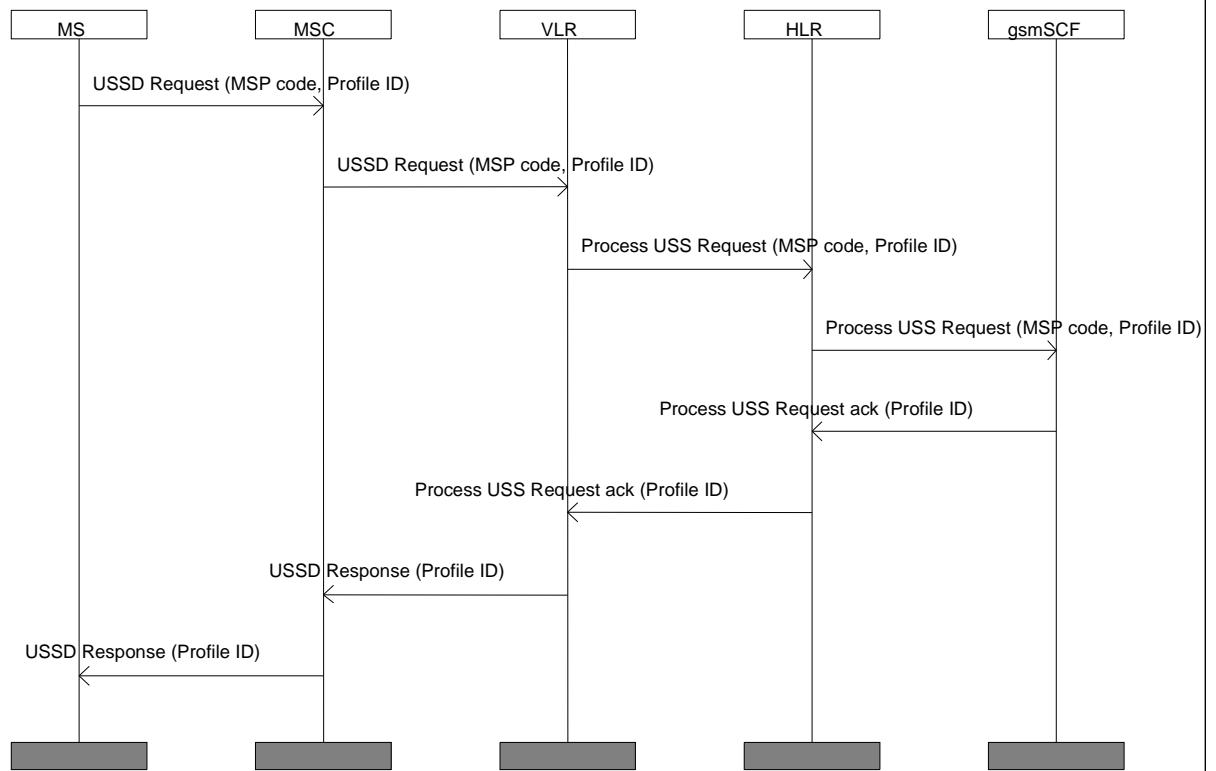 MS
MSC
VLR
HLR
gsmSCF
USSD Request (MSP code, Profile ID)
USSD Request (MSP code, Profile ID)
Process USS Request (MSP code, Profile ID)
Process USS Request (MSP code, Profile ID)
Process USS Request ack (Profile ID)
Process USS Request ack (Profile ID)
USSD Response (Profile ID)
USSD Response (Profile ID)